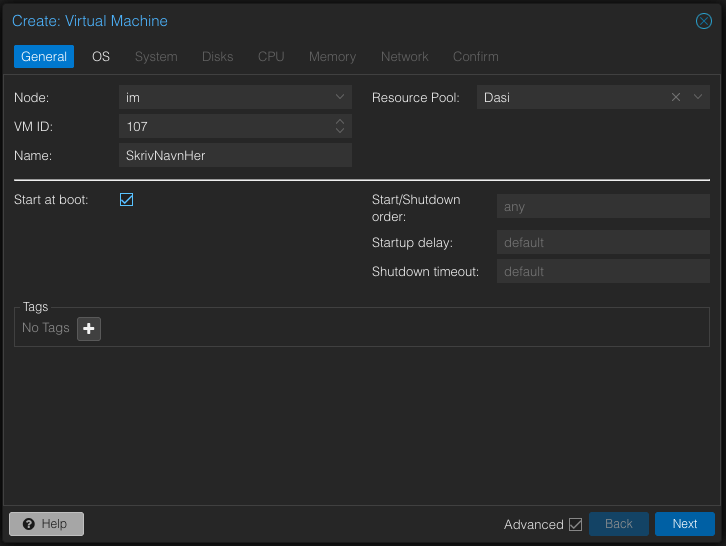 Create: Virtual Machine
General OS System Disks CPU Memory Network Confirm
Node: im Resource Pool: Dasi
VM ID: 107
Name: SkrivNavnHer
Start at boot: Start/Shutdown order: any
Startup delay: default
Shutdown timeout: default
Tags
No Tags
Help Advanced Back Next